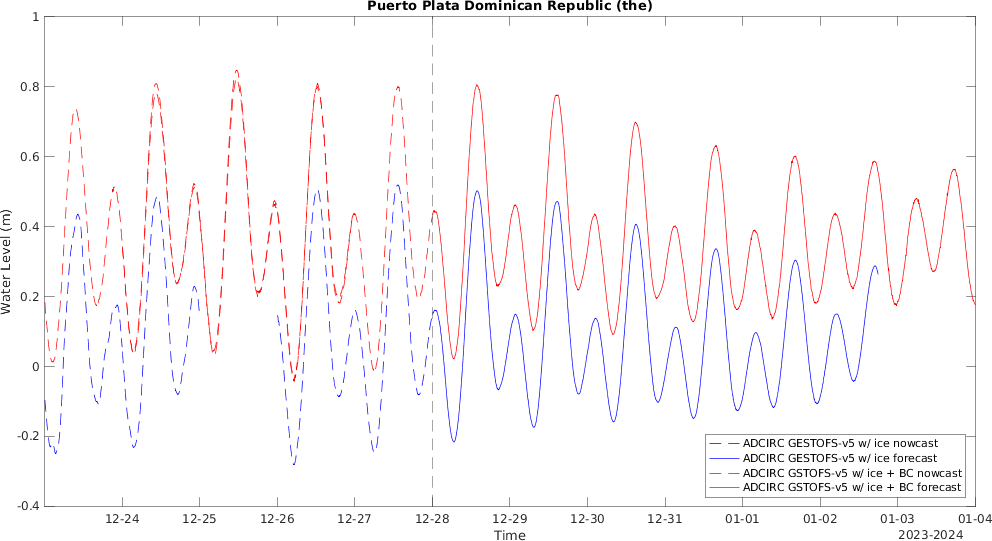 Puerto Plata Dominican Republic (the)
Water Level (m)
1
0.8
0.6
0.4
0.2
0
-0.2
-0.4
12-24 12-25 12-26 12-27 12-28 12-29 12-30 12-31 01-01 01-02 01-03 01-04
Time
2023-2024
ADCIRC GESTOFS-v5 w/ ice nowcast
ADCIRC GESTOFS-v5 w/ ice forecast
ADCIRC GSTOFS-v5 w/ ice + BC nowcast
ADCIRC GSTOFS-v5 w/ ice + BC forecast